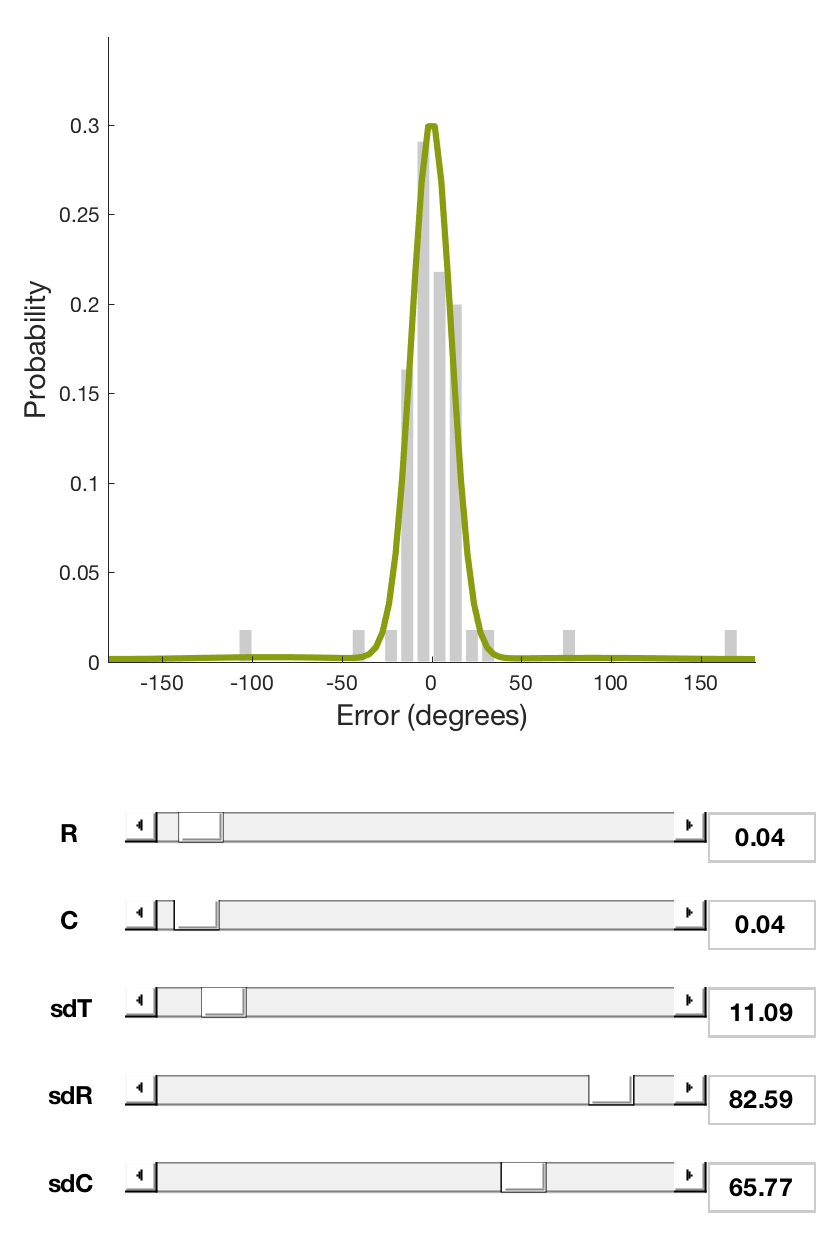 0.3
0.25
0.2
0.15
0.1
0.05
0
Probability
-150 -100 -50 0 50 100 150
Error (degrees)
R 0.04
C 0.04
sdT 11.09
sdR 82.59
sdC 65.77